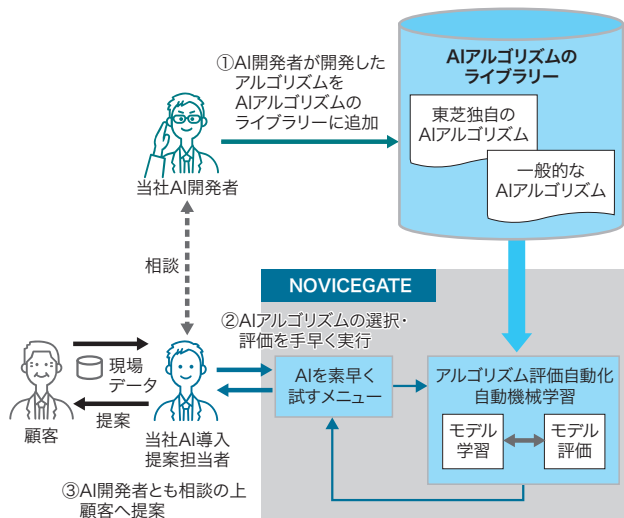 ①AI開発者が開発した
アルゴリズムを
AIアルゴリズムの
ライブラリーに追加
AIアルゴリズムの
ライブラリー
東芝独自の
AIアルゴリズム
一般的な
AIアルゴリズム
当社AI開発者
相談
NOVICEGATE
②AIアルゴリズムの選択・
評価を手早く実行
現場
データ
提案
顧客
当社AI導入
提案担当者
AIを素早く
試すメニュー
アルゴリズム評価自動化
自動機械学習
モデル
学習
モデル
評価
③AI開発者とも相談の上
顧客へ提案